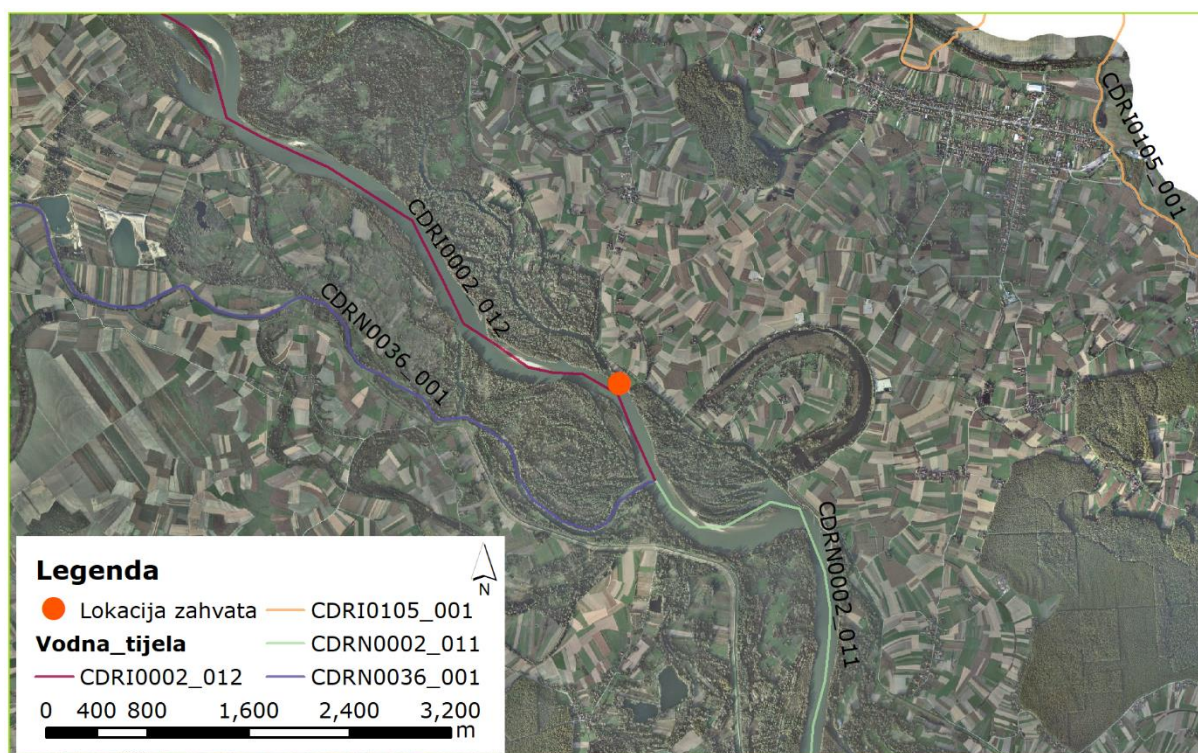 CDRI0105_001
CDRI0002_012
CDRN0036_001
CDRN0002_011
Legenda
N
Lokacija zahvata
CDRI0105_001
Vodna_tijela
CDRN0002_011
CDRI0002_012
CDRN0036_001
0 400 800 1,600 2,400 3,200
m